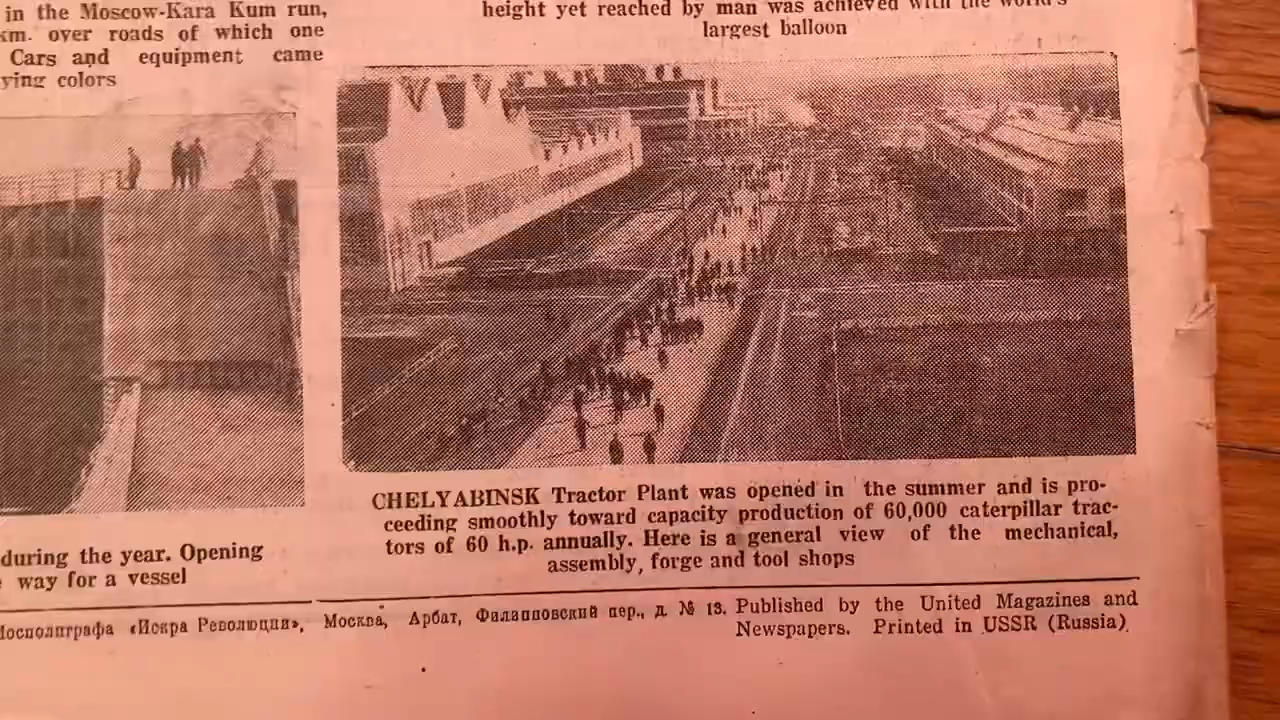 in the Moscow-Kara Kum run,
km. over roads of which one
Cars and equipment came
ying colors
height yet reached by man was achieved with the world's
largest balloon
during the year. Opening
way for a vessel
CHELYABINSK Tractor Plant was opened in the summer and is pro-
ceeding smoothly toward capacity production of 60,000 caterpillar trac-
tors of 60 h.p. annually. Here is a general view of the mechanical,
assembly, forge and tool shops
Мосполиграфа «Искра Революции», Москва, Арбат, Филипповский пер., д. № 13.
Published by the United Magazines and
Newspapers. Printed in USSR (Russia)